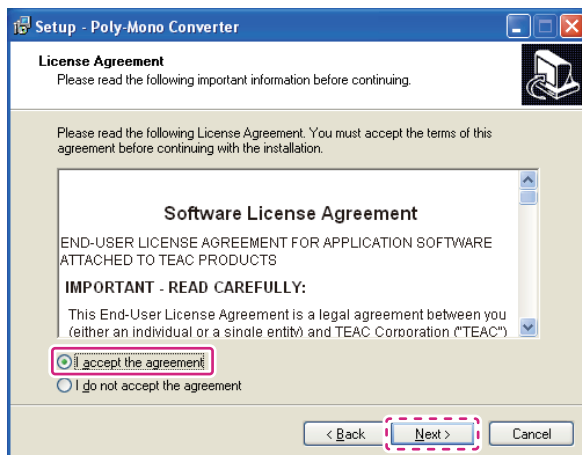 Setup - Poly-Mono Converter
License Agreement
Please read the following important information before continuing.
Please read the following License Agreement. You must accept the terms of this
agreement before continuing with the installation.
Software License Agreement
END-USER LICENSE AGREEMENT FOR APPLICATION SOFTWARE
ATTACHED TO TEAC PRODUCTS
IMPORTANT - READ CAREFULLY:
This End-User License Agreement is a legal agreement between you
(either an individual or a single entity) and TEAC Corporation ("TEAC")
I accept the agreement
I do not accept the agreement
< Back
Next >
Cancel